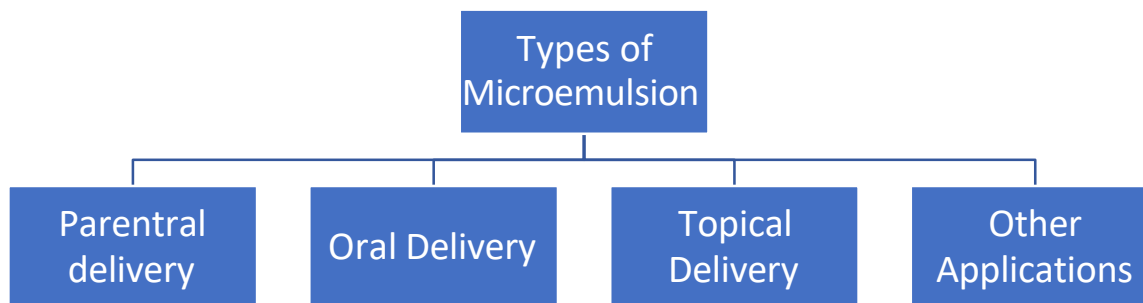 Types of
Microemulsion
Parentral
delivery
Oral Delivery
Topical
Delivery
Other
Applications